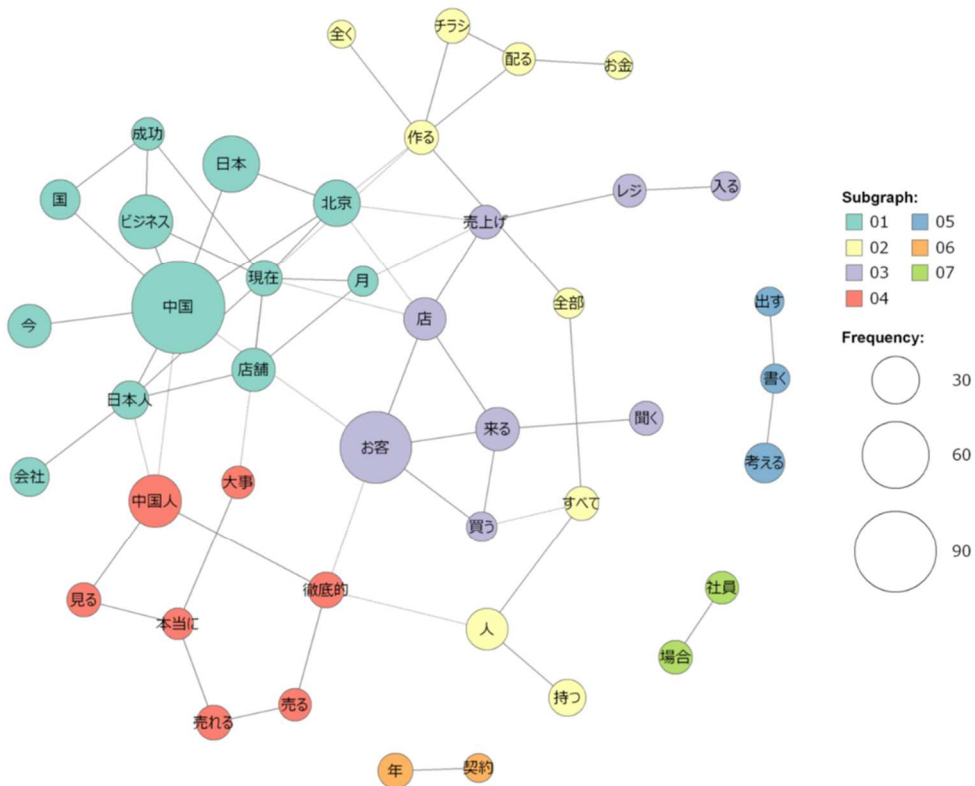 全く
チラシ
配る
お金
作る
成功
日本
国
ビジネス
北京
売上げ
レジ
入る
現在
月
中国
今
店
全部
店舗
日本人
会社
お客
来る
聞く
大事
中国人
買う
すべて
徹底的
見る
本当に
人
売る
売れる
持つ
年
契約
出す
書く
考える
社員
場合
Subgraph:
01 05
02 06
03 07
04
Frequency:
30
60
90